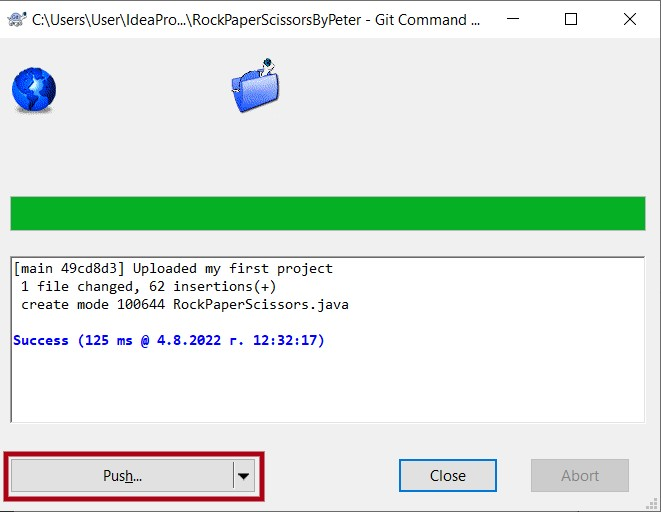 C:\Users\User\IdeaPro...\RockPaperScissorsByPeter - Git Command ...
[main 49cd8d3] Uploaded my first project
1 file changed, 62 insertions(+)
create mode 100644 RockPaperScissors.java
Success (125 ms @ 4.8.2022 г. 12:32:17)
Push...
Close
Abort